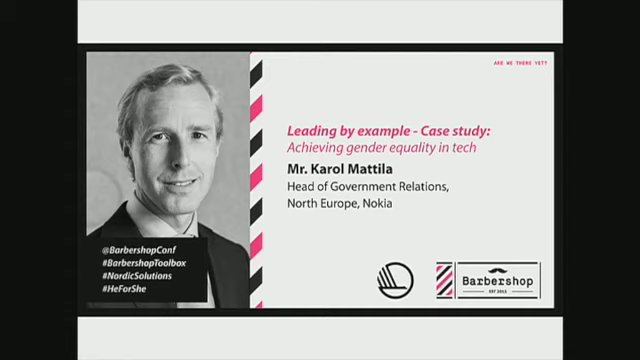 ARE WE THERE YET?
Leading by example - Case study:
Achieving gender equality in tech
Mr. Karol Mattila
Head of Government Relations,
North Europe, Nokia
@BarbershopConf
#BarbershopToolbox
#NordicSolutions
#HeForShe
Barbershop
EST 2015